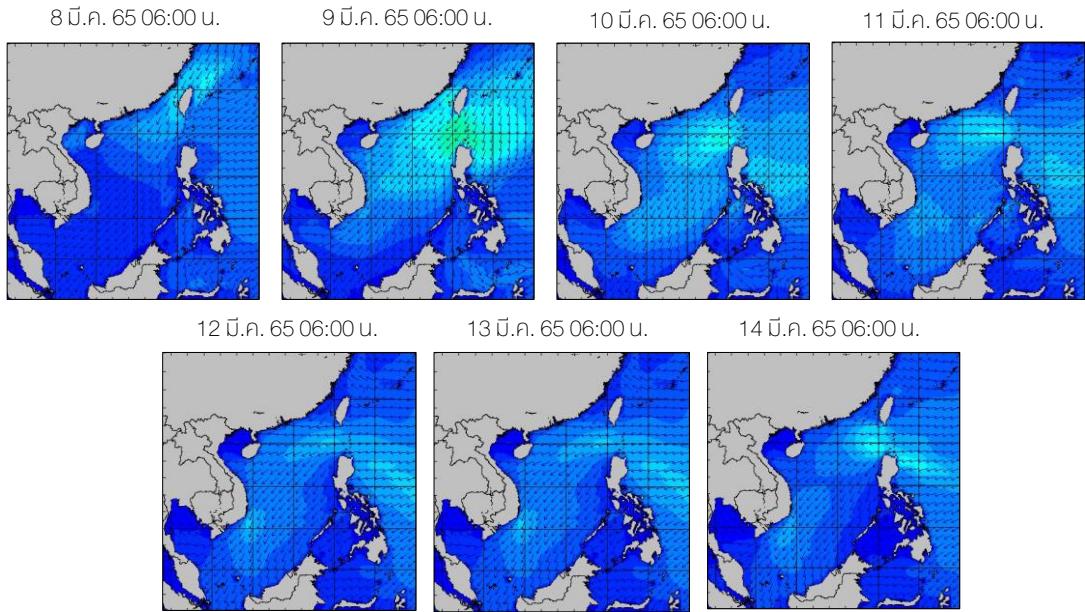 8 มี.ค. 65 06:00 น.
9 มี.ค. 65 06:00 น.
10 มี.ค. 65 06:00 น.
11 มี.ค. 65 06:00 น.
12 มี.ค. 65 06:00 น.
13 มี.ค. 65 06:00 น.
14 มี.ค. 65 06:00 น.